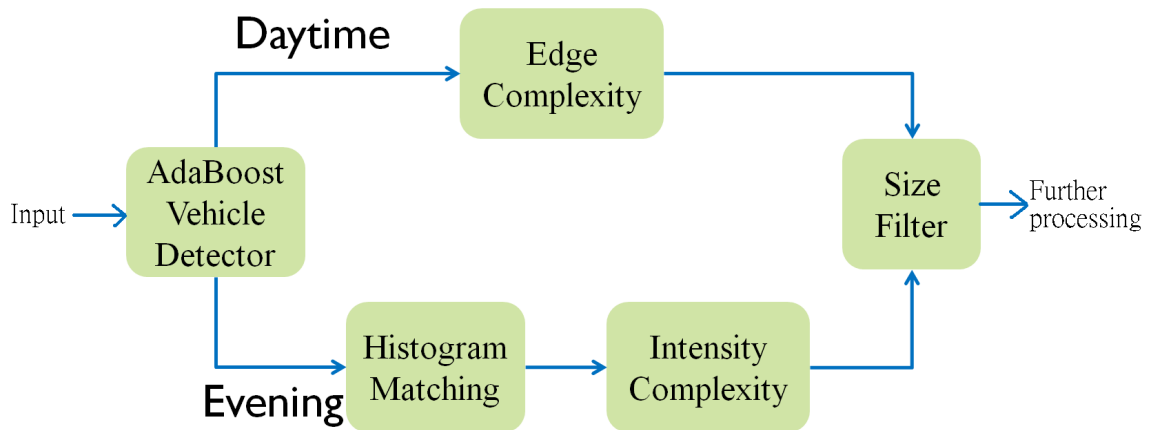 Daytime
Edge
Complexity
AdaBoost
Vehicle
Detector
Input
Size
Filter
Further
processing
Histogram
Matching
Intensity
Complexity
Evening